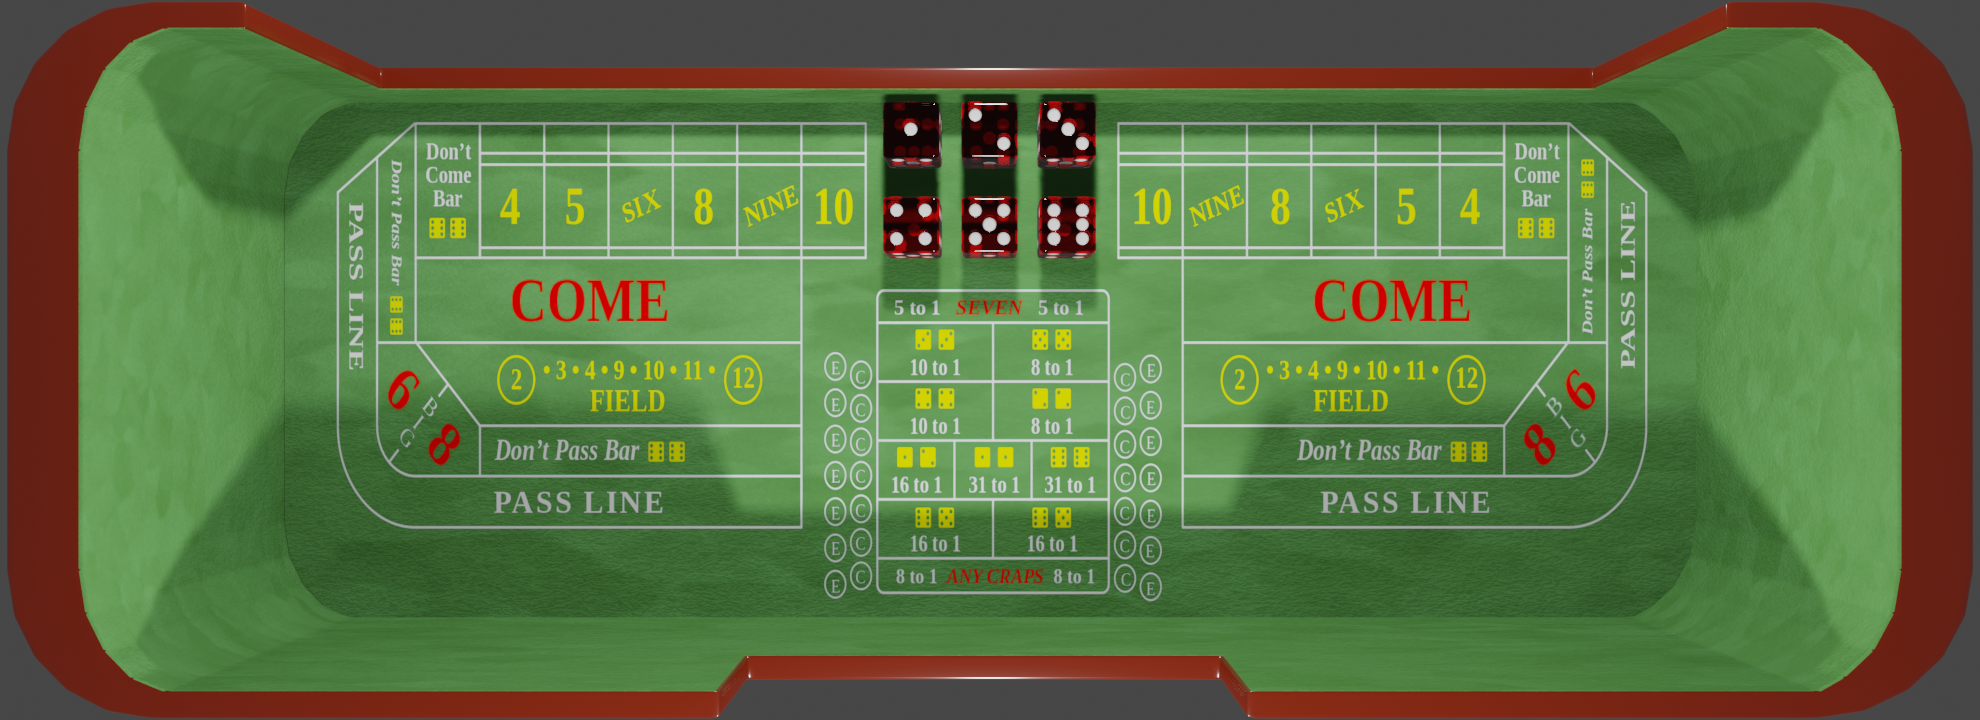 Don’t
Come
Bar
4 5 SIX 8 NINE 10
Don’t Pass Bar
PASS LINE
COME
2 • 3 • 4 • 9 • 10 • 11 • 12
FIELD
6
8
B
I
G
Don’t Pass Bar
PASS LINE
5 to 1 SEVEN 5 to 1
10 to 1 8 to 1
10 to 1 8 to 1
16 to 1 31 to 1 31 to 1
16 to 1 16 to 1
8 to 1 ANY CRAPS 8 to 1
E C
E C
E C
E C
E C
E C
E C
C E
C E
C E
C E
C E
C E
C E
10 NINE 8 SIX 5 4
Don’t
Come
Bar
Don’t Pass Bar
PASS LINE
COME
2 • 3 • 4 • 9 • 10 • 11 • 12
FIELD
6
8
B
I
G
Don’t Pass Bar
PASS LINE